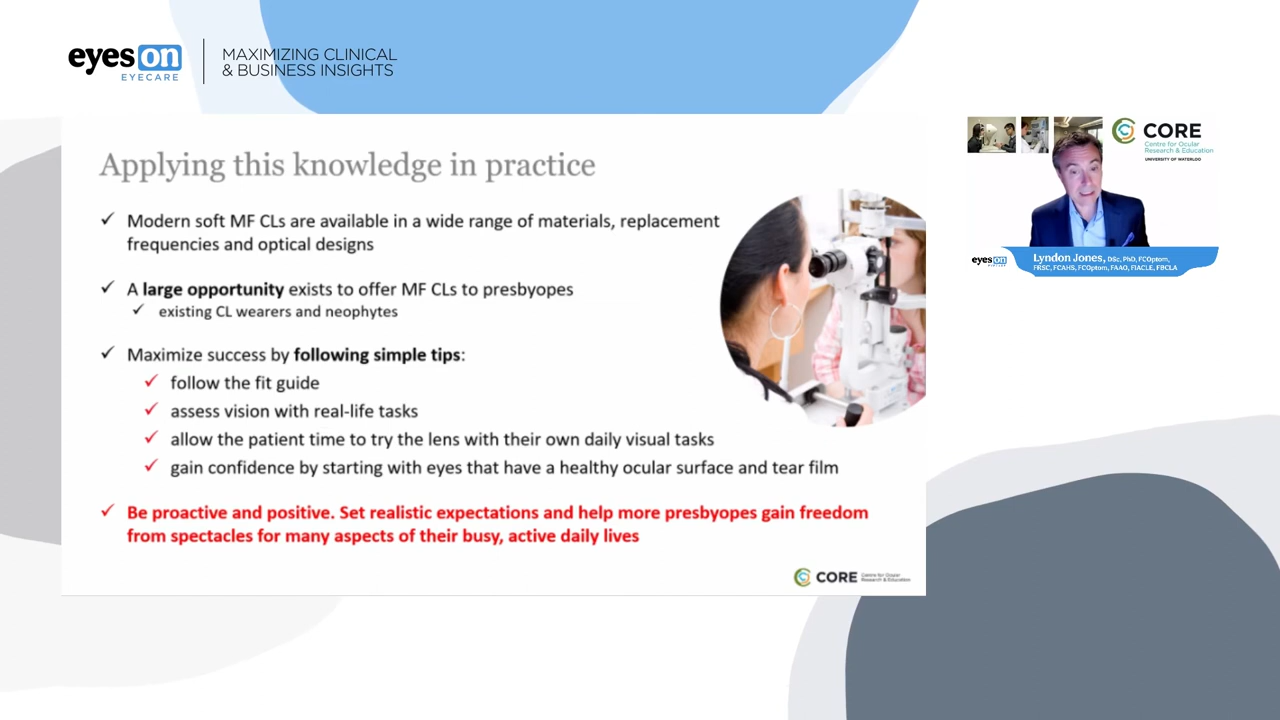 eyeson
EYECARE
MAXIMIZING CLINICAL
& BUSINESS INSIGHTS
CORE
Centre for Ocular
Research & Education
UNIVERSITY OF WATERLOO
eyeson
EYECARE
Lyndon Jones, DSc, PhD, FCOptom,
FRSC, FCAHS, FCOptom, FAAO, FIACLE, FBCLA
Applying this knowledge in practice
✓ Modern soft MF CLs are available in a wide range of materials, replacement
frequencies and optical designs
✓ A large opportunity exists to offer MF CLs to presbyopes
✓ existing CL wearers and neophytes
✓ Maximize success by following simple tips:
✓ follow the fit guide
✓ assess vision with real-life tasks
✓ allow the patient time to try the lens with their own daily visual tasks
✓ gain confidence by starting with eyes that have a healthy ocular surface and tear film
✓ Be proactive and positive. Set realistic expectations and help more presbyopes gain freedom
from spectacles for many aspects of their busy, active daily lives
CORE
Centre for Ocular
Research & Education